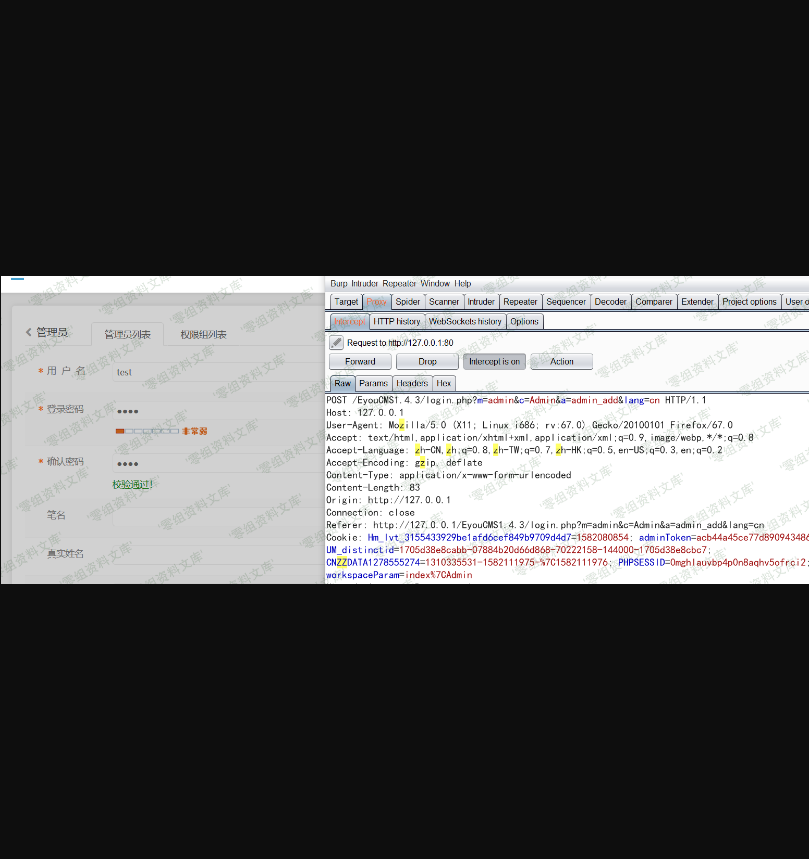 管理员
管理员列表
权限组列表
* 用 户 名
test
* 登录密码
••••
非常弱
* 确认密码
••••
校验通过!
笔名
真实姓名
Burp Intruder Repeater Window Help
Target Proxy Spider Scanner Intruder Repeater Sequencer Decoder Comparer Extender Project options User o
Intercept HTTP history WebSockets history Options
Request to http://127.0.0.1:80
Forward Drop Intercept is on Action
Raw Params Headers Hex
POST /EyouCMS1.4.3/login.php?m=admin&c=Admin&a=admin_add&lang=cn HTTP/1.1
Host: 127.0.0.1
User-Agent: Mozilla/5.0 (X11; Linux i686; rv:67.0) Gecko/20100101 Firefox/67.0
Accept: text/html,application/xhtml+xml,application/xml;q=0.9,image/webp,*/*;q=0.8
Accept-Language: zh-CN,zh;q=0.8,zh-TW;q=0.7,zh-HK;q=0.5,en-US;q=0.3,en;q=0.2
Accept-Encoding: gzip, deflate
Content-Type: application/x-www-form-urlencoded
Content-Length: 83
Origin: http://127.0.0.1
Connection: close
Referer: http://127.0.0.1/EyouCMS1.4.3/login.php?m=admin&c=Admin&a=admin_add&lang=cn
Cookie: Hm_lvt_3155433929be1afd6cef849b9709d4d7=1582080854; adminToken=acb44a45ce77d89094348
UM_distinctid=1705d38e8cabb-07884b20d66d868-70222158-144000-1705d38e8cbc7;
CNZZDATA1278555274=1310335531-1582111975-%7C1582111976; PHPSESSID=0mghlauvbp4p0n8aqhv5ofrci2;
workspaceParam=index%7CAdmin
零组资料文库